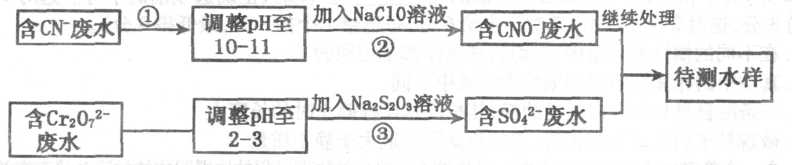 含CN⁻废水
①
调整pH至
10-11
加入NaClO溶液
②
含CNO⁻废水
继续处理
待测水样
含Cr₂O₇²⁻
废水
调整pH至
2-3
加入Na₂S₂O₃溶液
③
含SO₄²⁻废水